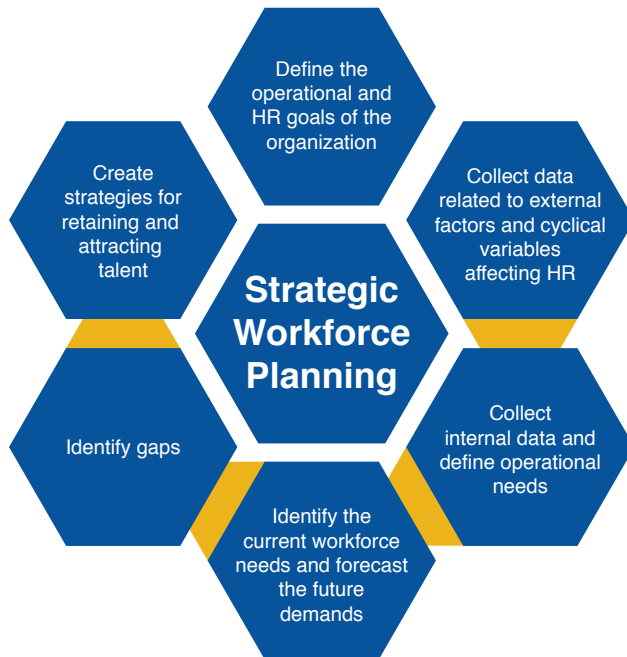 Define the
operational and
HR goals of the
organization
Collect data
related to external
factors and cyclical
variables
affecting HR
Collect
internal data and
define operational
needs
Identify the
current workforce
needs and forecast
the future
demands
Identify gaps
Create
strategies for
retaining and
attracting
talent
Strategic
Workforce
Planning